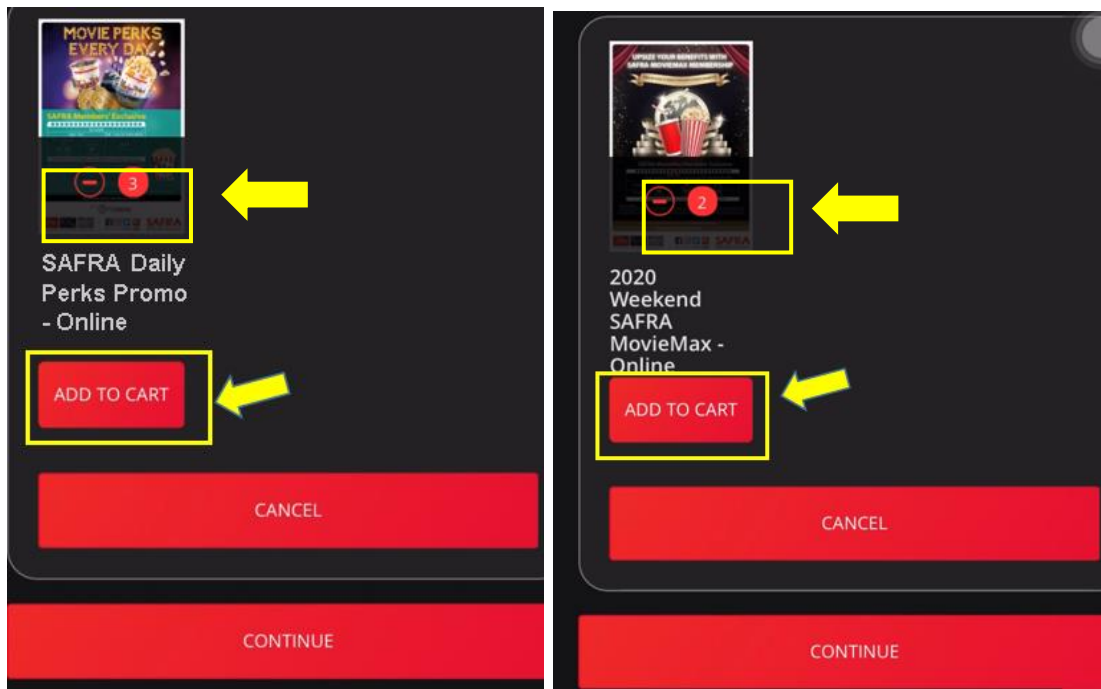 MOVIE PERKS
EVERY DAY
SAFRA Members' Exclusive
3
SAFRA
SAFRA Daily
Perks Promo
- Online
ADD TO CART
CANCEL
CONTINUE
UPSIZE YOUR BENEFITS WITH
SAFRA MOVIEMAX MEMBERSHIP
2
SAFRA
2020
Weekend
SAFRA
MovieMax -
Online
ADD TO CART
CANCEL
CONTINUE